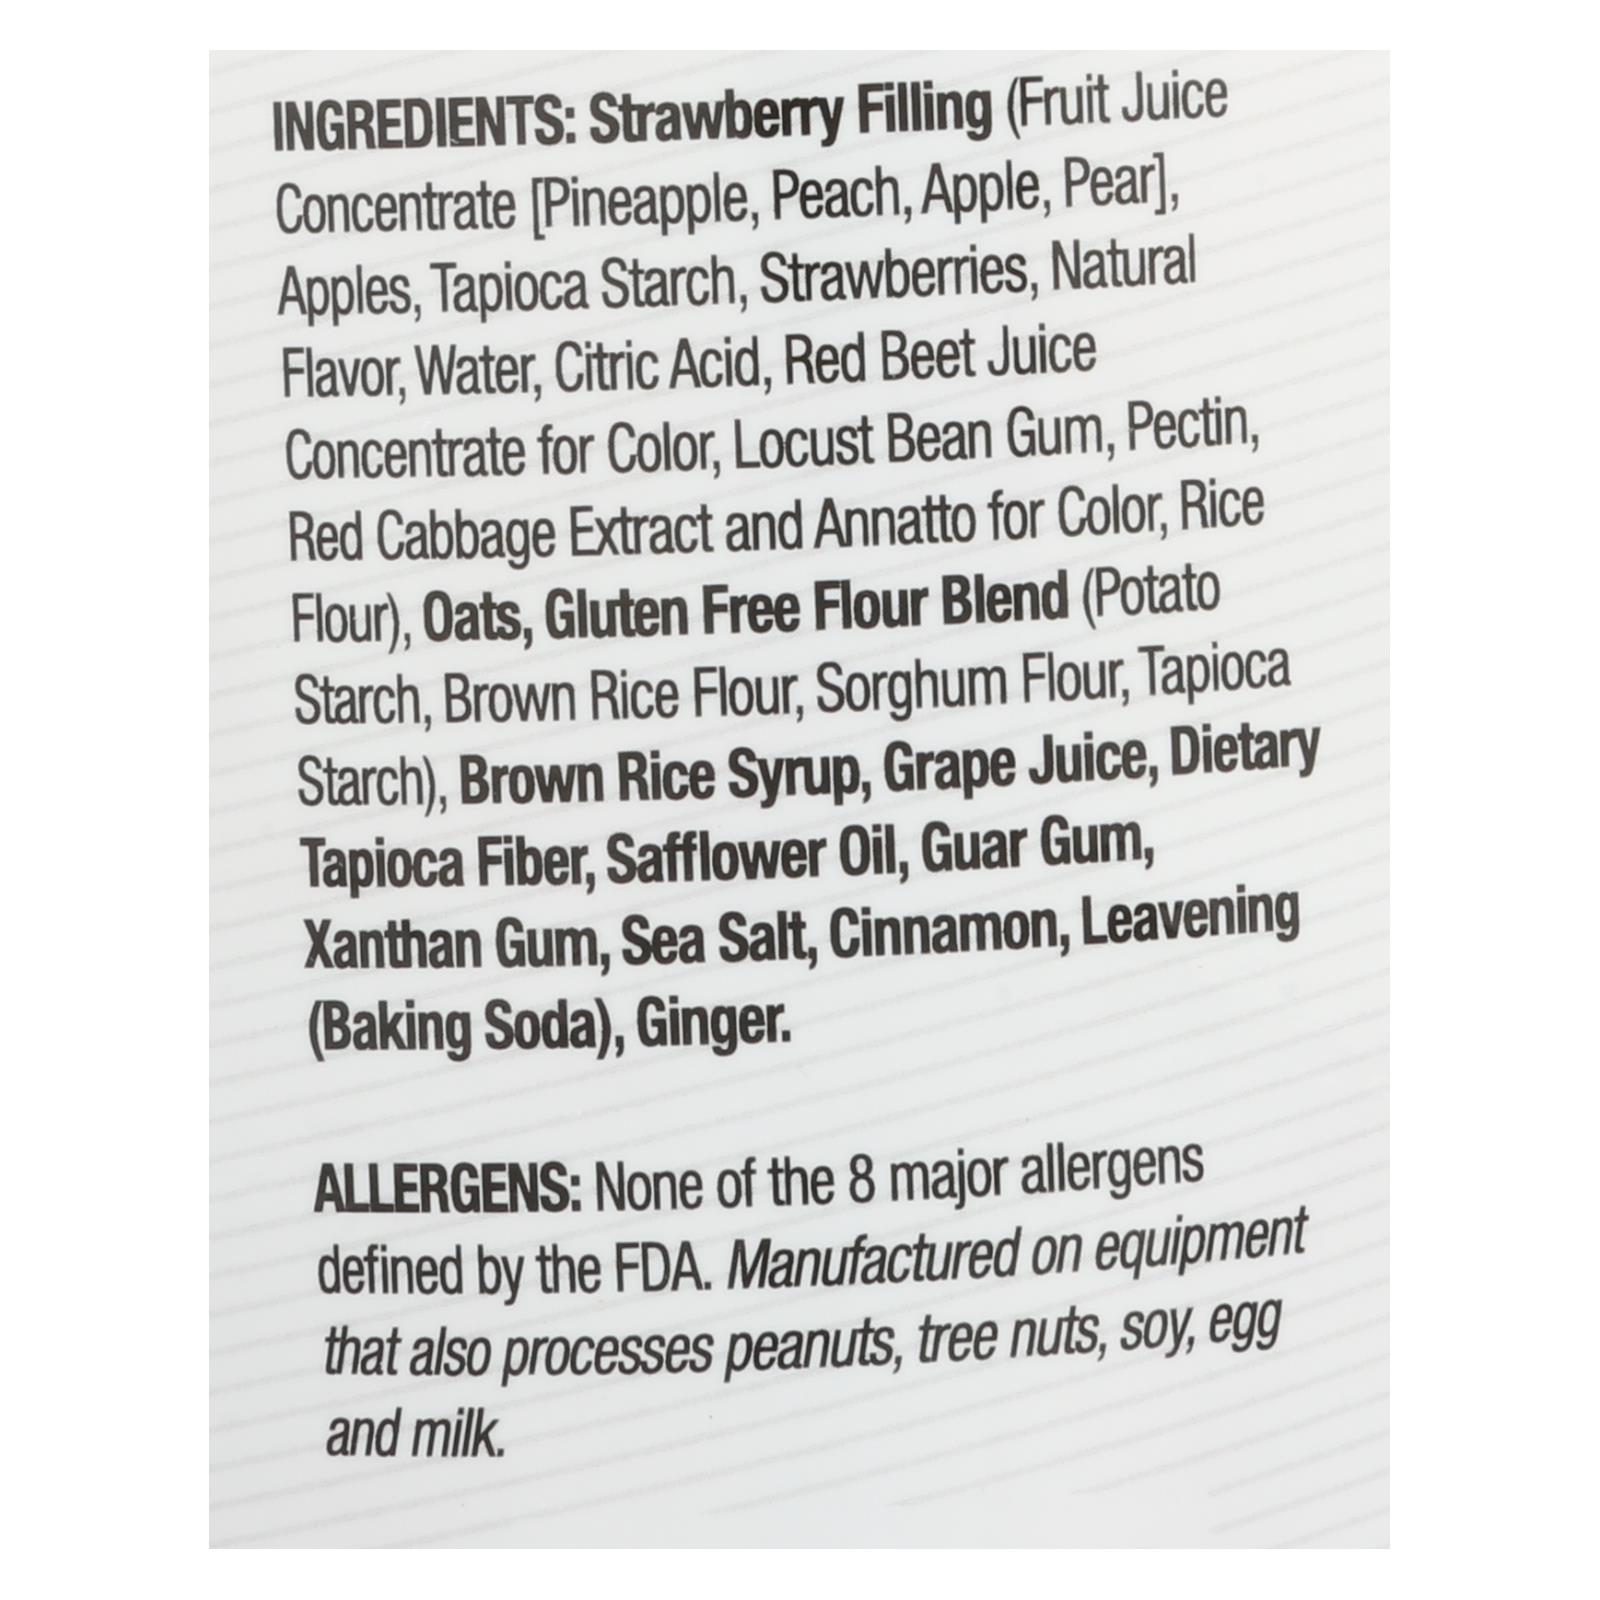 INGREDIENTS: Strawberry Filling (Fruit Juice
Concentrate [Pineapple, Peach, Apple, Pear],
Apples, Tapioca Starch, Strawberries, Natural
Flavor, Water, Citric Acid, Red Beet Juice
Concentrate for Color, Locust Bean Gum, Pectin,
Red Cabbage Extract and Annatto for Color, Rice
Flour), Oats, Gluten Free Flour Blend (Potato
Starch, Brown Rice Flour, Sorghum Flour, Tapioca
Starch), Brown Rice Syrup, Grape Juice, Dietary
Tapioca Fiber, Safflower Oil, Guar Gum,
Xanthan Gum, Sea Salt, Cinnamon, Leavening
(Baking Soda), Ginger.
ALLERGENS: None of the 8 major allergens
defined by the FDA. Manufactured on equipment
that also processes peanuts, tree nuts, soy, egg
and milk.